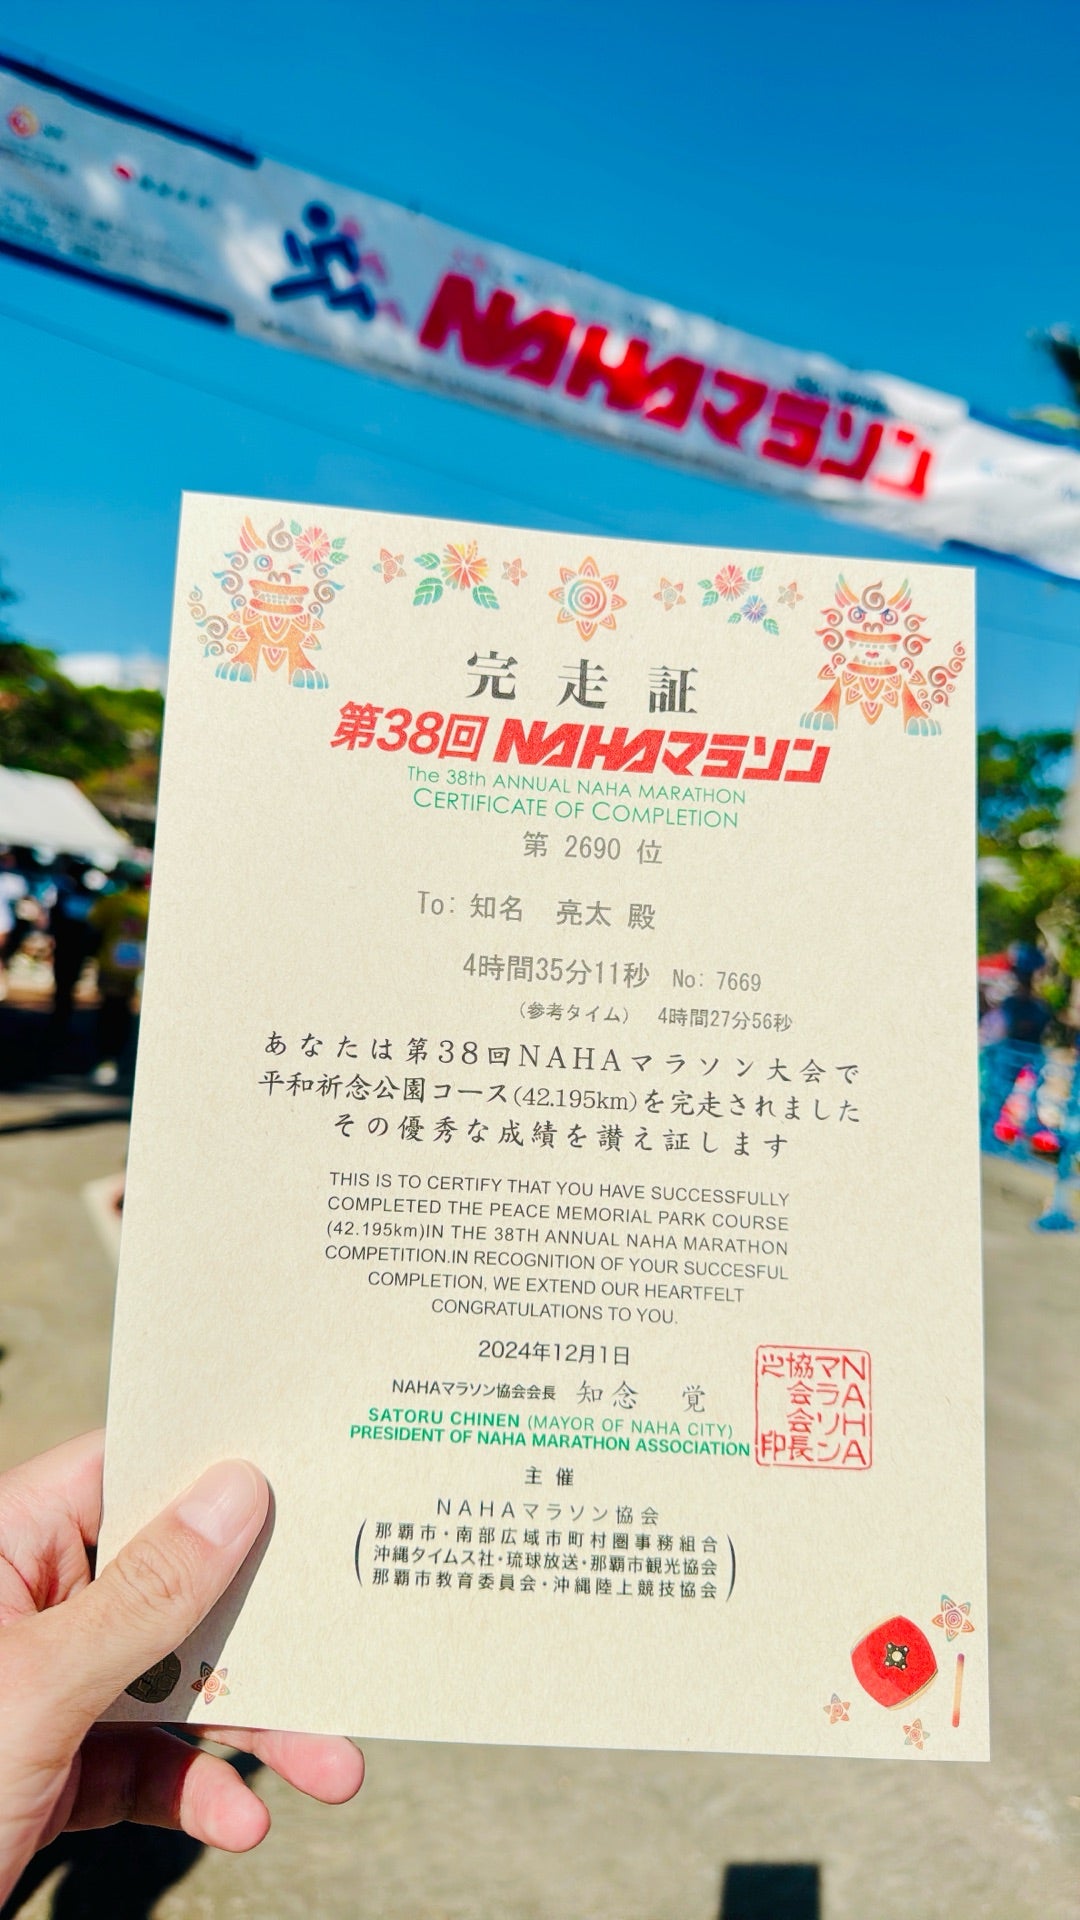 NAHAマラソン
完走証
第38回 NAHAマラソン
The 38th ANNUAL NAHA MARATHON
CERTIFICATE OF COMPLETION
第 2690 位
To: 知名 亮太 殿
4時間35分11秒 No: 7669
(参考タイム) 4時間27分56秒
あなたは第38回NAHAマラソン大会で
平和祈念公園コース(42.195km)を完走されました
その優秀な成績を讃え証します
THIS IS TO CERTIFY THAT YOU HAVE SUCCESSFULLY
COMPLETED THE PEACE MEMORIAL PARK COURSE
(42.195km)IN THE 38TH ANNUAL NAHA MARATHON
COMPETITION.IN RECOGNITION OF YOUR SUCCESFUL
COMPLETION, WE EXTEND OUR HEARTFELT
CONGRATULATIONS TO YOU.
2024年12月1日
NAHAマラソン協会会長 知念 覚
SATORU CHINEN (MAYOR OF NAHA CITY)
PRESIDENT OF NAHA MARATHON ASSOCIATION
NAHA
マラソン
協会会長
之印
主催
NAHAマラソン協会
(那覇市・南部広域市町村圏事務組合
沖縄タイムス社・琉球放送・那覇市観光協会
那覇市教育委員会・沖縄陸上競技協会)